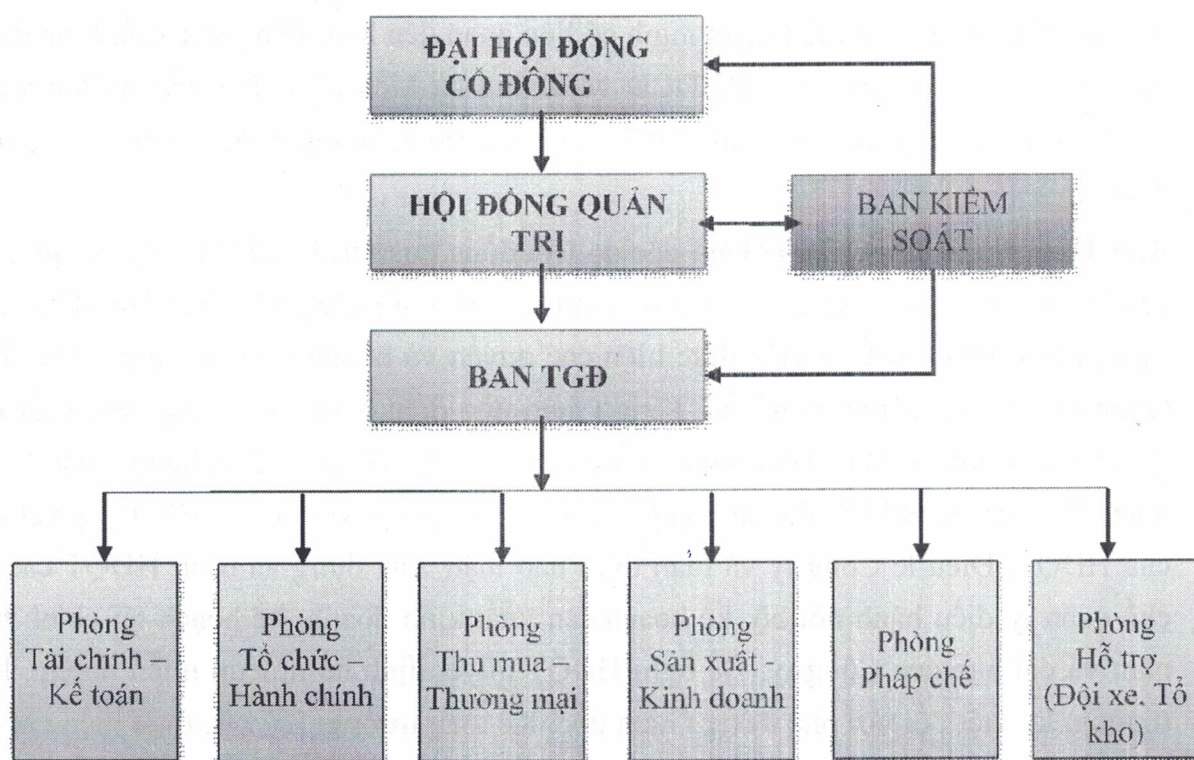 ĐẠI HỘI ĐỒNG
CỔ ĐÔNG
HỘI ĐỒNG QUẢN
TRỊ
BAN KIỂM
SOÁT
BAN TGĐ
Phòng
Tài chính –
Kế toán
Phòng
Tổ chức –
Hành chính
Phòng
Thu mua –
Thương mại
Phòng
Sản xuất -
Kinh doanh
Phòng
Pháp chế
Phòng
Hỗ trợ
(Đội xe, Tổ
kho)